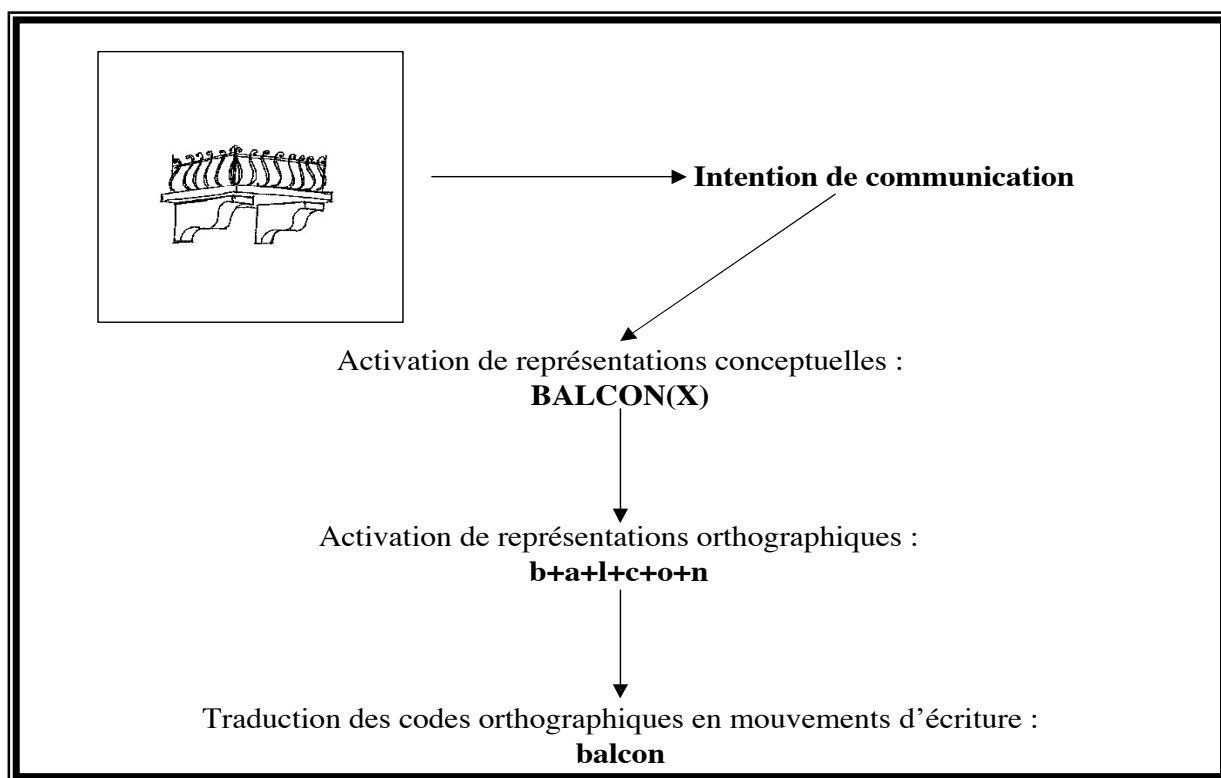 Intention de communication
Activation de représentations conceptuelles :
BALCON(X)
Activation de représentations orthographiques :
b+a+l+c+o+n
Traduction des codes orthographiques en mouvements d’écriture :
balcon